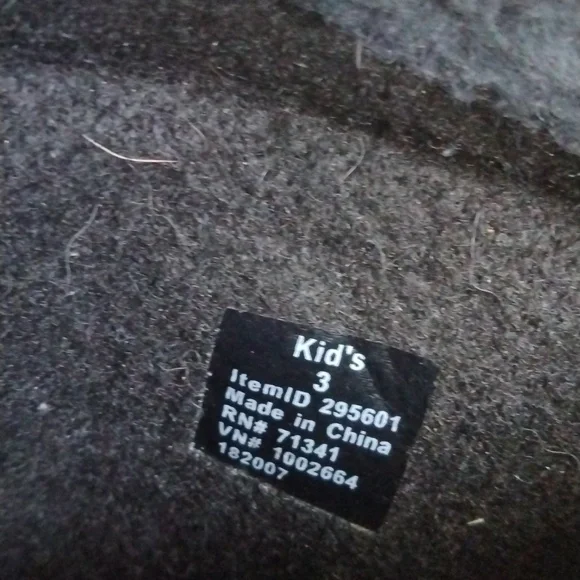 Kid's
3
ItemID 295601
Made in China
RN# 71341
VN# 1002664
182007